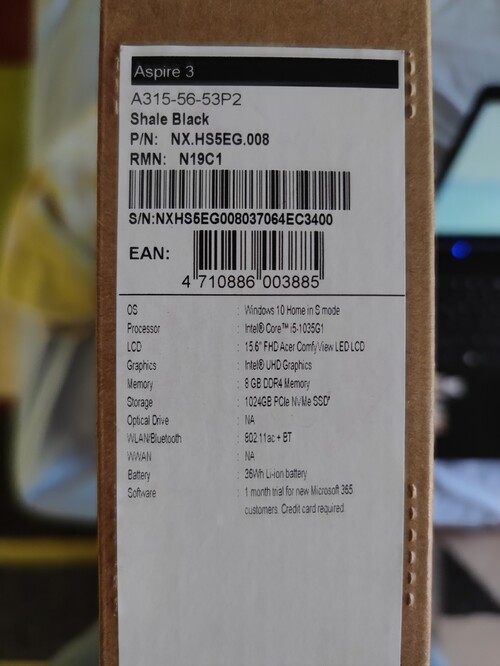 Aspire 3
A315-56-53P2
Shale Black
P/N: NX.HS5EG.008
RMN: N19C1
S/N:NXHS5EG008037064EC3400
EAN:
4 710886 003885
OS : Windows 10 Home in S mode
Processor : Intel® Core™ i5-1035G1
LCD : 15.6" FHD Acer ComfyView LED LCD
Graphics : Intel® UHD Graphics
Memory : 8 GB DDR4 Memory
Storage : 1024GB PCIe NVMe SSD*
Optical Drive : NA
WLAN/Bluetooth : 802.11ac + BT
WWAN : NA
Battery : 36Wh Li-ion battery
Software : 1 month trial for new Microsoft 365
customers. Credit card required.